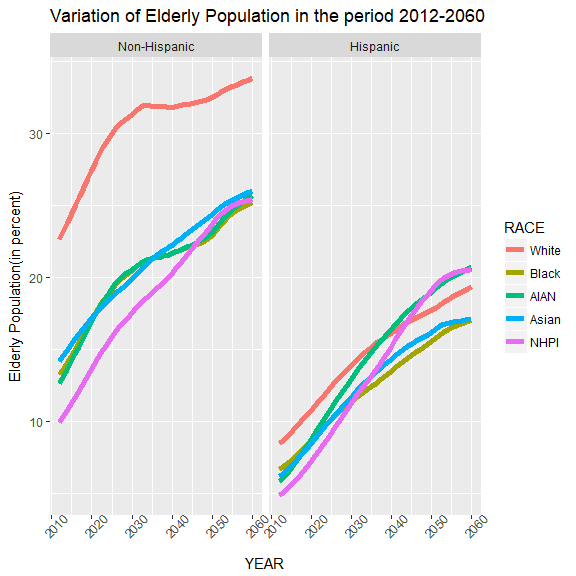 Variation of Elderly Population in the period 2012-2060
Non-Hispanic
Hispanic
30
20
10
Elderly Population(in percent)
2010
2020
2030
2040
2050
2060
2010
2020
2030
2040
2050
2060
YEAR
RACE
White
Black
AIAN
Asian
NHPI